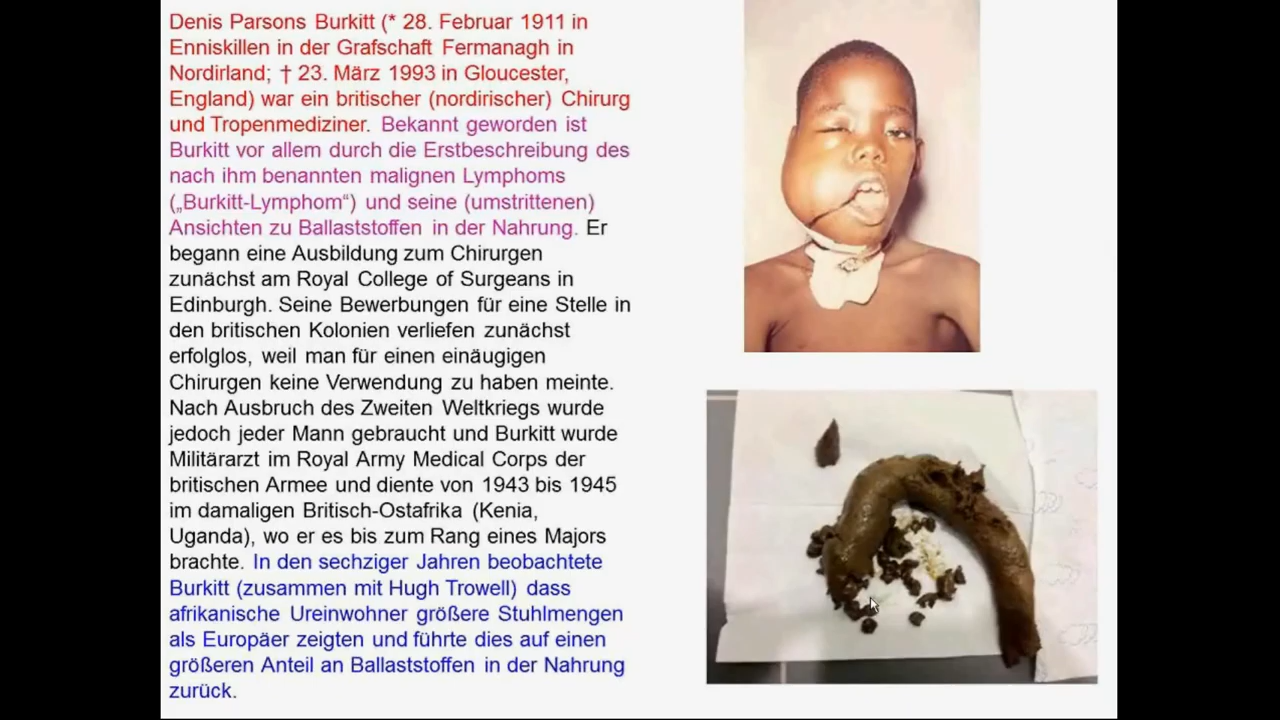 Denis Parsons Burkitt (* 28. Februar 1911 in
Enniskillen in der Grafschaft Fermanagh in
Nordirland; † 23. März 1993 in Gloucester,
England) war ein britischer (nordirischer) Chirurg
und Tropenmediziner. Bekannt geworden ist
Burkitt vor allem durch die Erstbeschreibung des
nach ihm benannten malignen Lymphoms
(„Burkitt-Lymphom“) und seine (umstrittenen)
Ansichten zu Ballaststoffen in der Nahrung. Er
begann eine Ausbildung zum Chirurgen
zunächst am Royal College of Surgeans in
Edinburgh. Seine Bewerbungen für eine Stelle in
den britischen Kolonien verliefen zunächst
erfolglos, weil man für einen einäugigen
Chirurgen keine Verwendung zu haben meinte.
Nach Ausbruch des Zweiten Weltkriegs wurde
jedoch jeder Mann gebraucht und Burkitt wurde
Militärarzt im Royal Army Medical Corps der
britischen Armee und diente von 1943 bis 1945
im damaligen Britisch-Ostafrika (Kenia,
Uganda), wo er es bis zum Rang eines Majors
brachte. In den sechziger Jahren beobachtete
Burkitt (zusammen mit Hugh Trowell) dass
afrikanische Ureinwohner größere Stuhlmengen
als Europäer zeigten und führte dies auf einen
größeren Anteil an Ballaststoffen in der Nahrung
zurück.